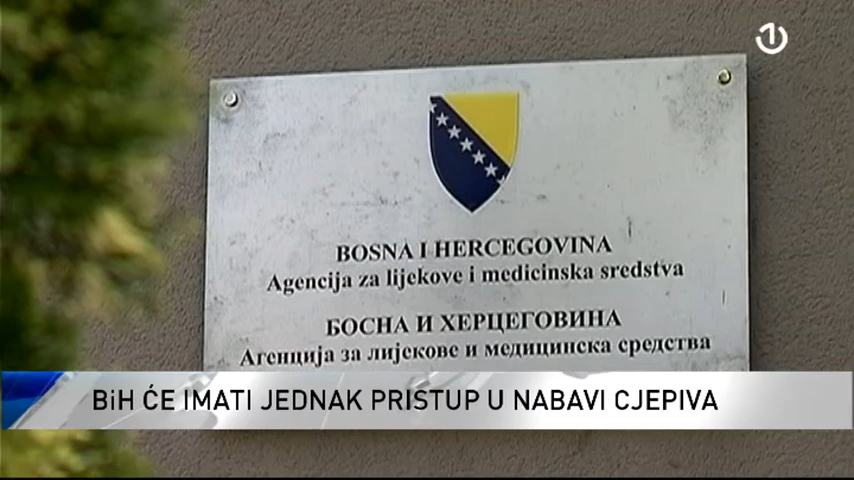 BOSNA I HERCEGOVINA
Agencija za lijekove i medicinska sredstva
БОСНА И ХЕРЦЕГОВИНА
Агенција за лијекове и медицинска средства
BiH ĆE IMATI JEDNAK PRISTUP U NABAVI CJEPIVA